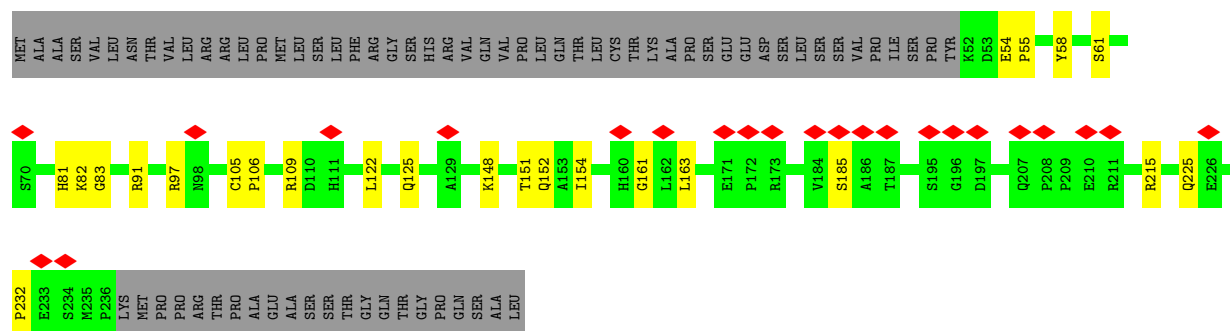 MET ALA ALA SER VAL LEU ASN THR VAL LEU ARG ARG LEU PRO MET LEU SER LEU PHE ARG GLY SER HIS ARG VAL GLN VAL PRO LEU GLN THR LEU CYS THR LYS ALA PRO SER GLU GLU ASP SER LEU SER SER VAL PRO ILE SER PRO TYR K52 D53 E54 P55 Y58 S61
S70 H81 K82 G83 R91 R97 N98 C105 P106 R109 D110 H111 L122 Q125 A129 K148 T151 Q152 A153 I154 H160 G161 L162 L163 E171 P172 R173 V184 S185 A186 T187 S195 G196 D197 Q207 P208 P209 E210 R211 R215 Q225 E226
P232 E233 S234 M235 P236 LYS MET PRO PRO ARG THR PRO ALA GLU ALA SER SER THR GLY GLN THR GLY PRO GLN SER ALA LEU